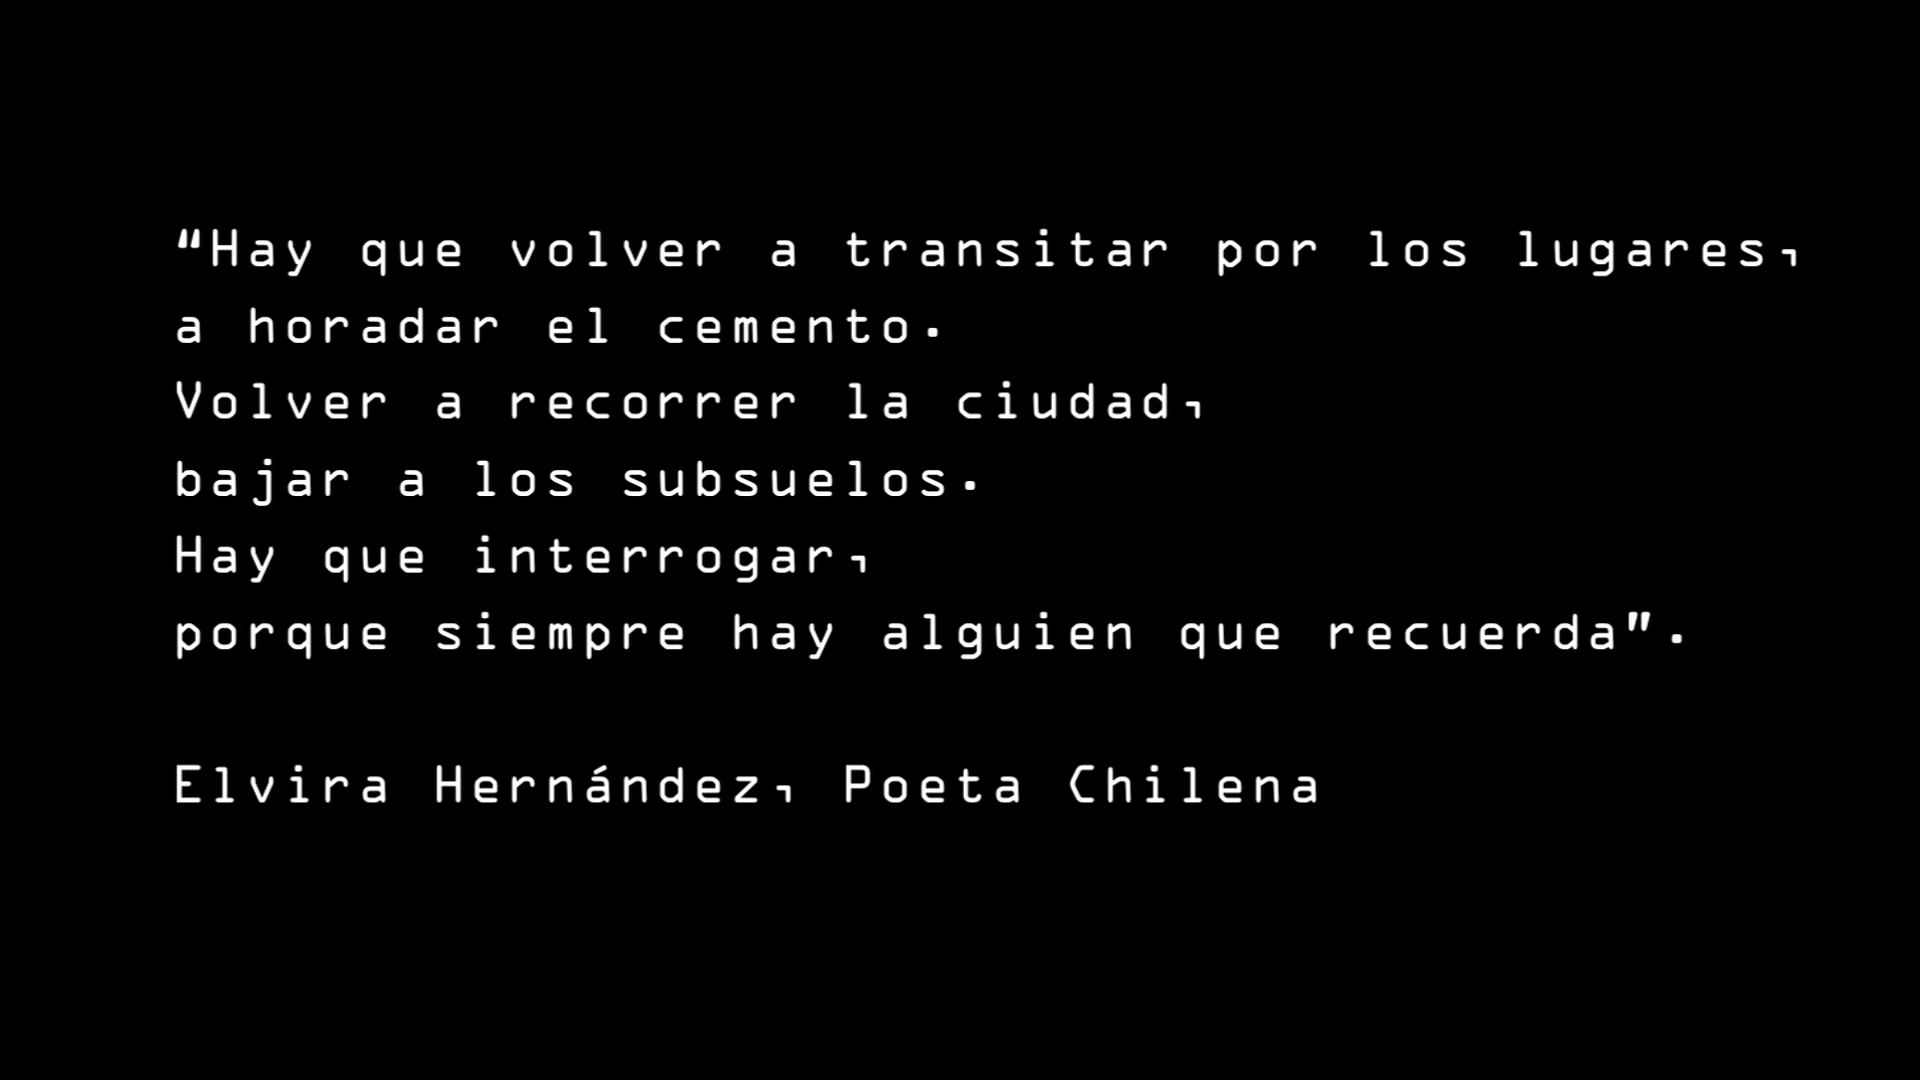 “Hay que volver a transitar por los lugares,
a horadar el cemento.
Volver a recorrer la ciudad,
bajar a los subsuelos.
Hay que interrogar,
porque siempre hay alguien que recuerda”.
Elvira Hernández, Poeta Chilena